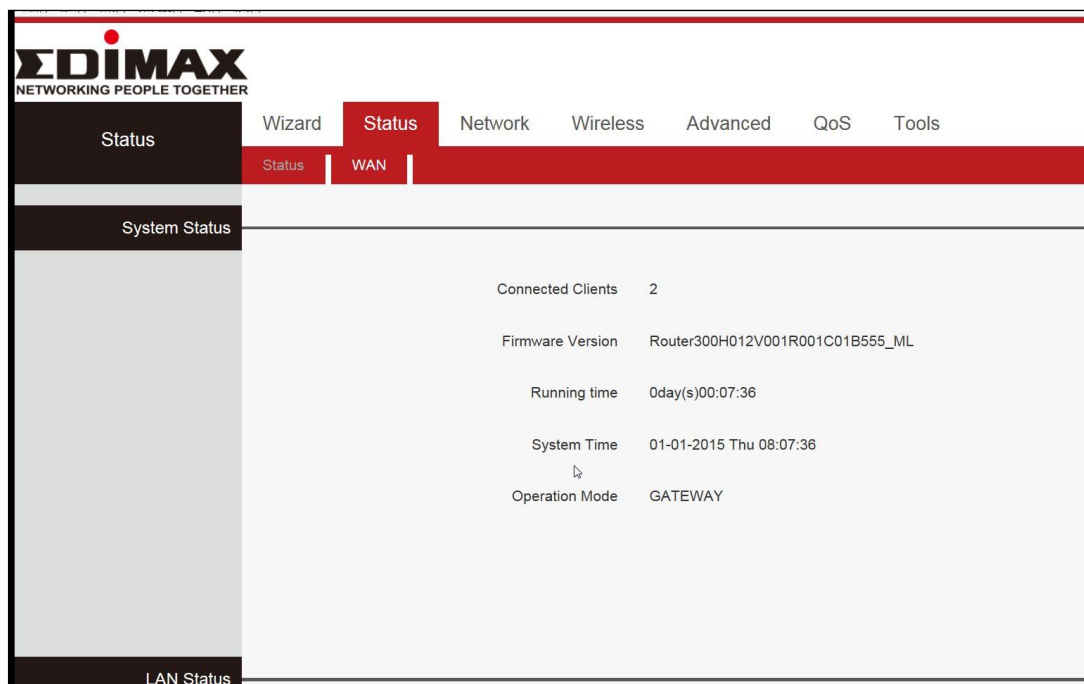 EDIMAX
NETWORKING PEOPLE TOGETHER
Status
Wizard Status Network Wireless Advanced QoS Tools
Status WAN
System Status
Connected Clients 2
Firmware Version Router300H012V001R001C01B555_ML
Running time 0day(s)00:07:36
System Time 01-01-2015 Thu 08:07:36
Operation Mode GATEWAY
LAN Status